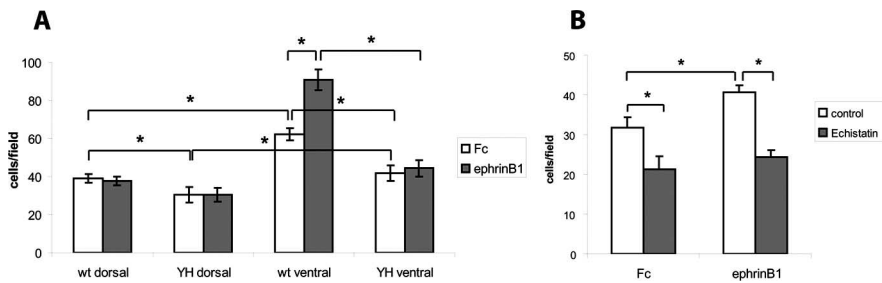 A
cells/field
100
80
60
40
20
0
*
*
*
*
*
*
wt dorsal
YH dorsal
wt ventral
YH ventral
Fc
ephrinB1
B
cells/field
50
40
30
20
10
0
*
*
*
Fc
ephrinB1
control
Echistatin